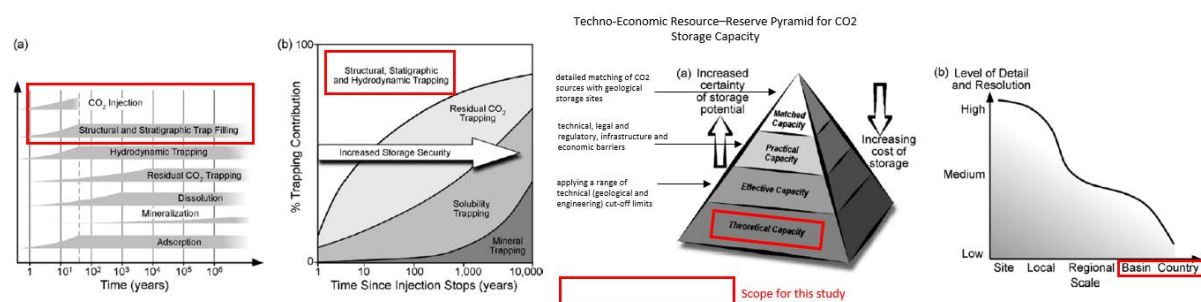 Techno-Economic Resource–Reserve Pyramid for CO2
Storage Capacity
(a)
CO₂ Injection
Structural and Stratigraphic Trap Filling
Hydrodynamic Trapping
Residual CO₂ Trapping
Dissolution
Mineralization
Adsorption
1 10¹ 10² 10³ 10⁴ 10⁵ 10⁶
Time (years)
(b)
100
0
% Trapping Contribution
Structural, Statigraphic
and Hydrodynamic Trapping
Residual CO₂
Trapping
Increased Storage Security
Solubility
Trapping
Mineral
Trapping
1 10 100 1,000 10,000
Time Since Injection Stops (years)
detailed matching of CO2
sources with geological
storage sites
technical, legal and
regulatory, infrastructure and
economic barriers
applying a range of
technical (geological and
engineering) cut-off limits
(a) Increased
certainty
of storage
potential
Matched
Capacity
Practical
Capacity
Effective Capacity
Theoretical Capacity
Increasing
cost of
storage
Scope for this study
(b)
Level of Detail
and Resolution
High
Medium
Low
Site Local Regional Basin Country
Scale